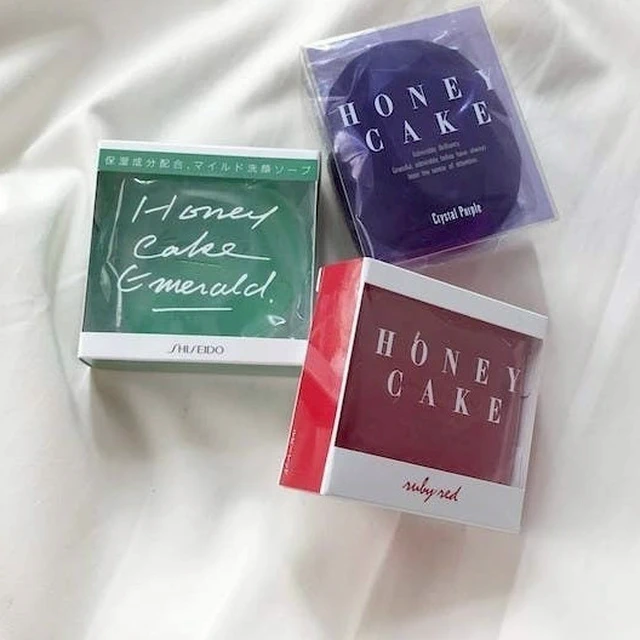 保湿成分配合、マイルド洗顔ソープ
Honey
Cake
Emerald.
SHISEIDO
HONEY
CAKE
Crystal Purple
HONEY
CAKE
ruby red